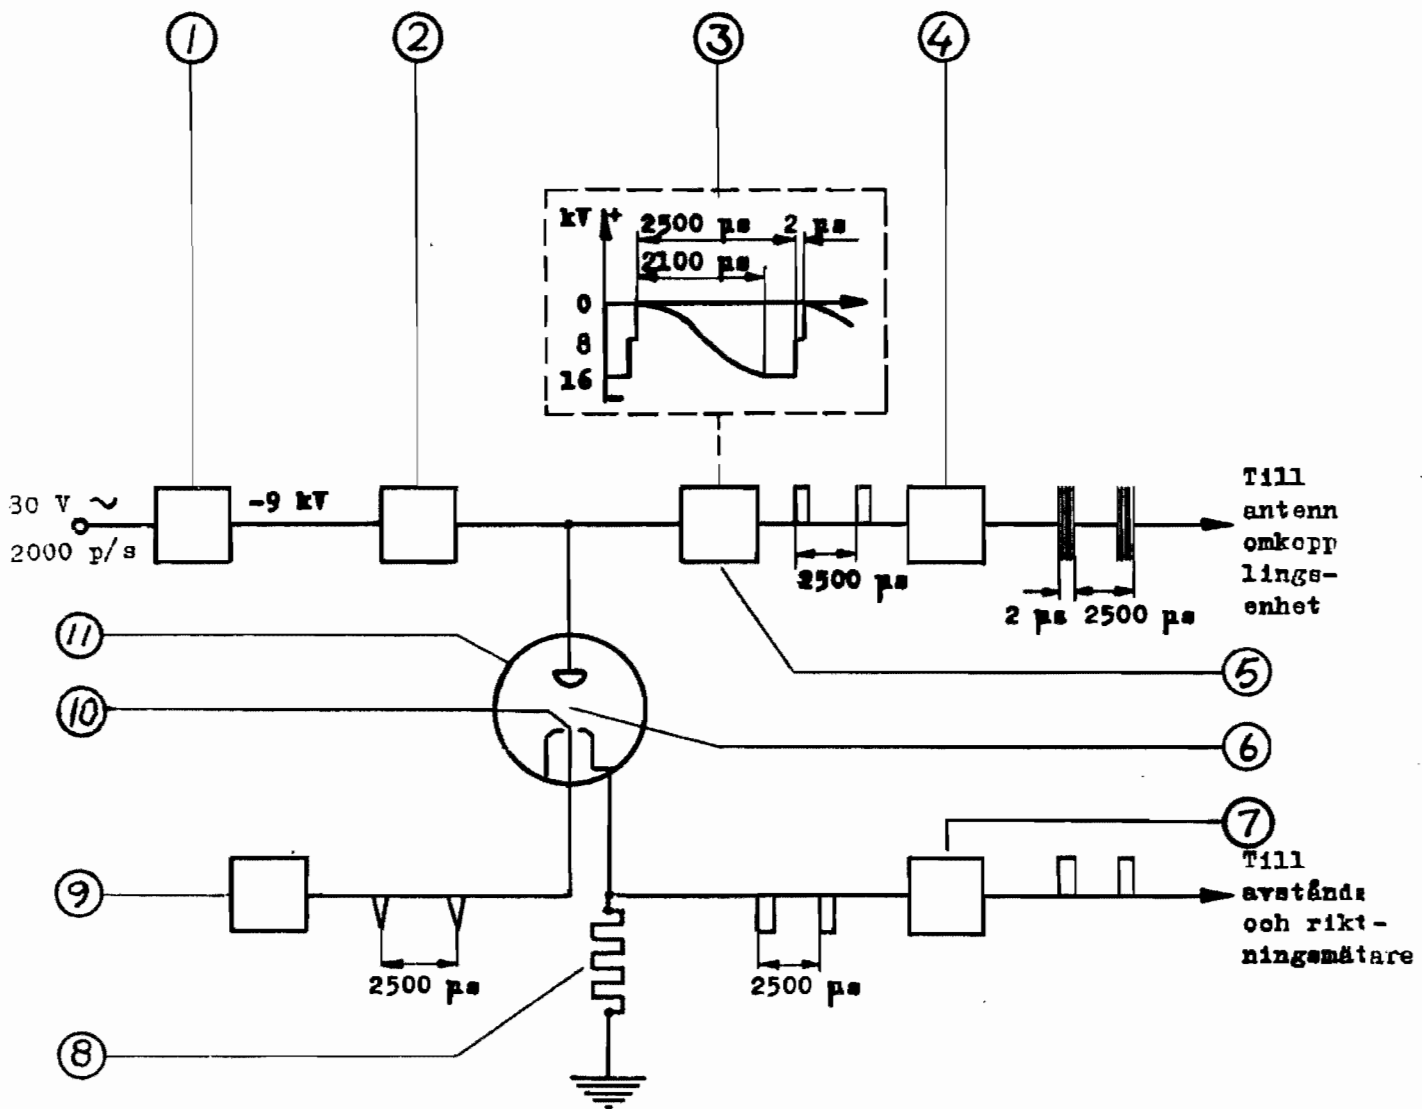 1
2
3
4
kV +
2500 µs
2 µs
2100 µs
0
8
16
-
30 V ~
2000 p/s
-9 kV
2500 µs
2 µs
2500 µs
Till
antenn
omkopp
lings-
enhet
11
10
5
6
7
9
2500 µs
2500 µs
8
Till
avstånds
och rikt-
ningsmätare